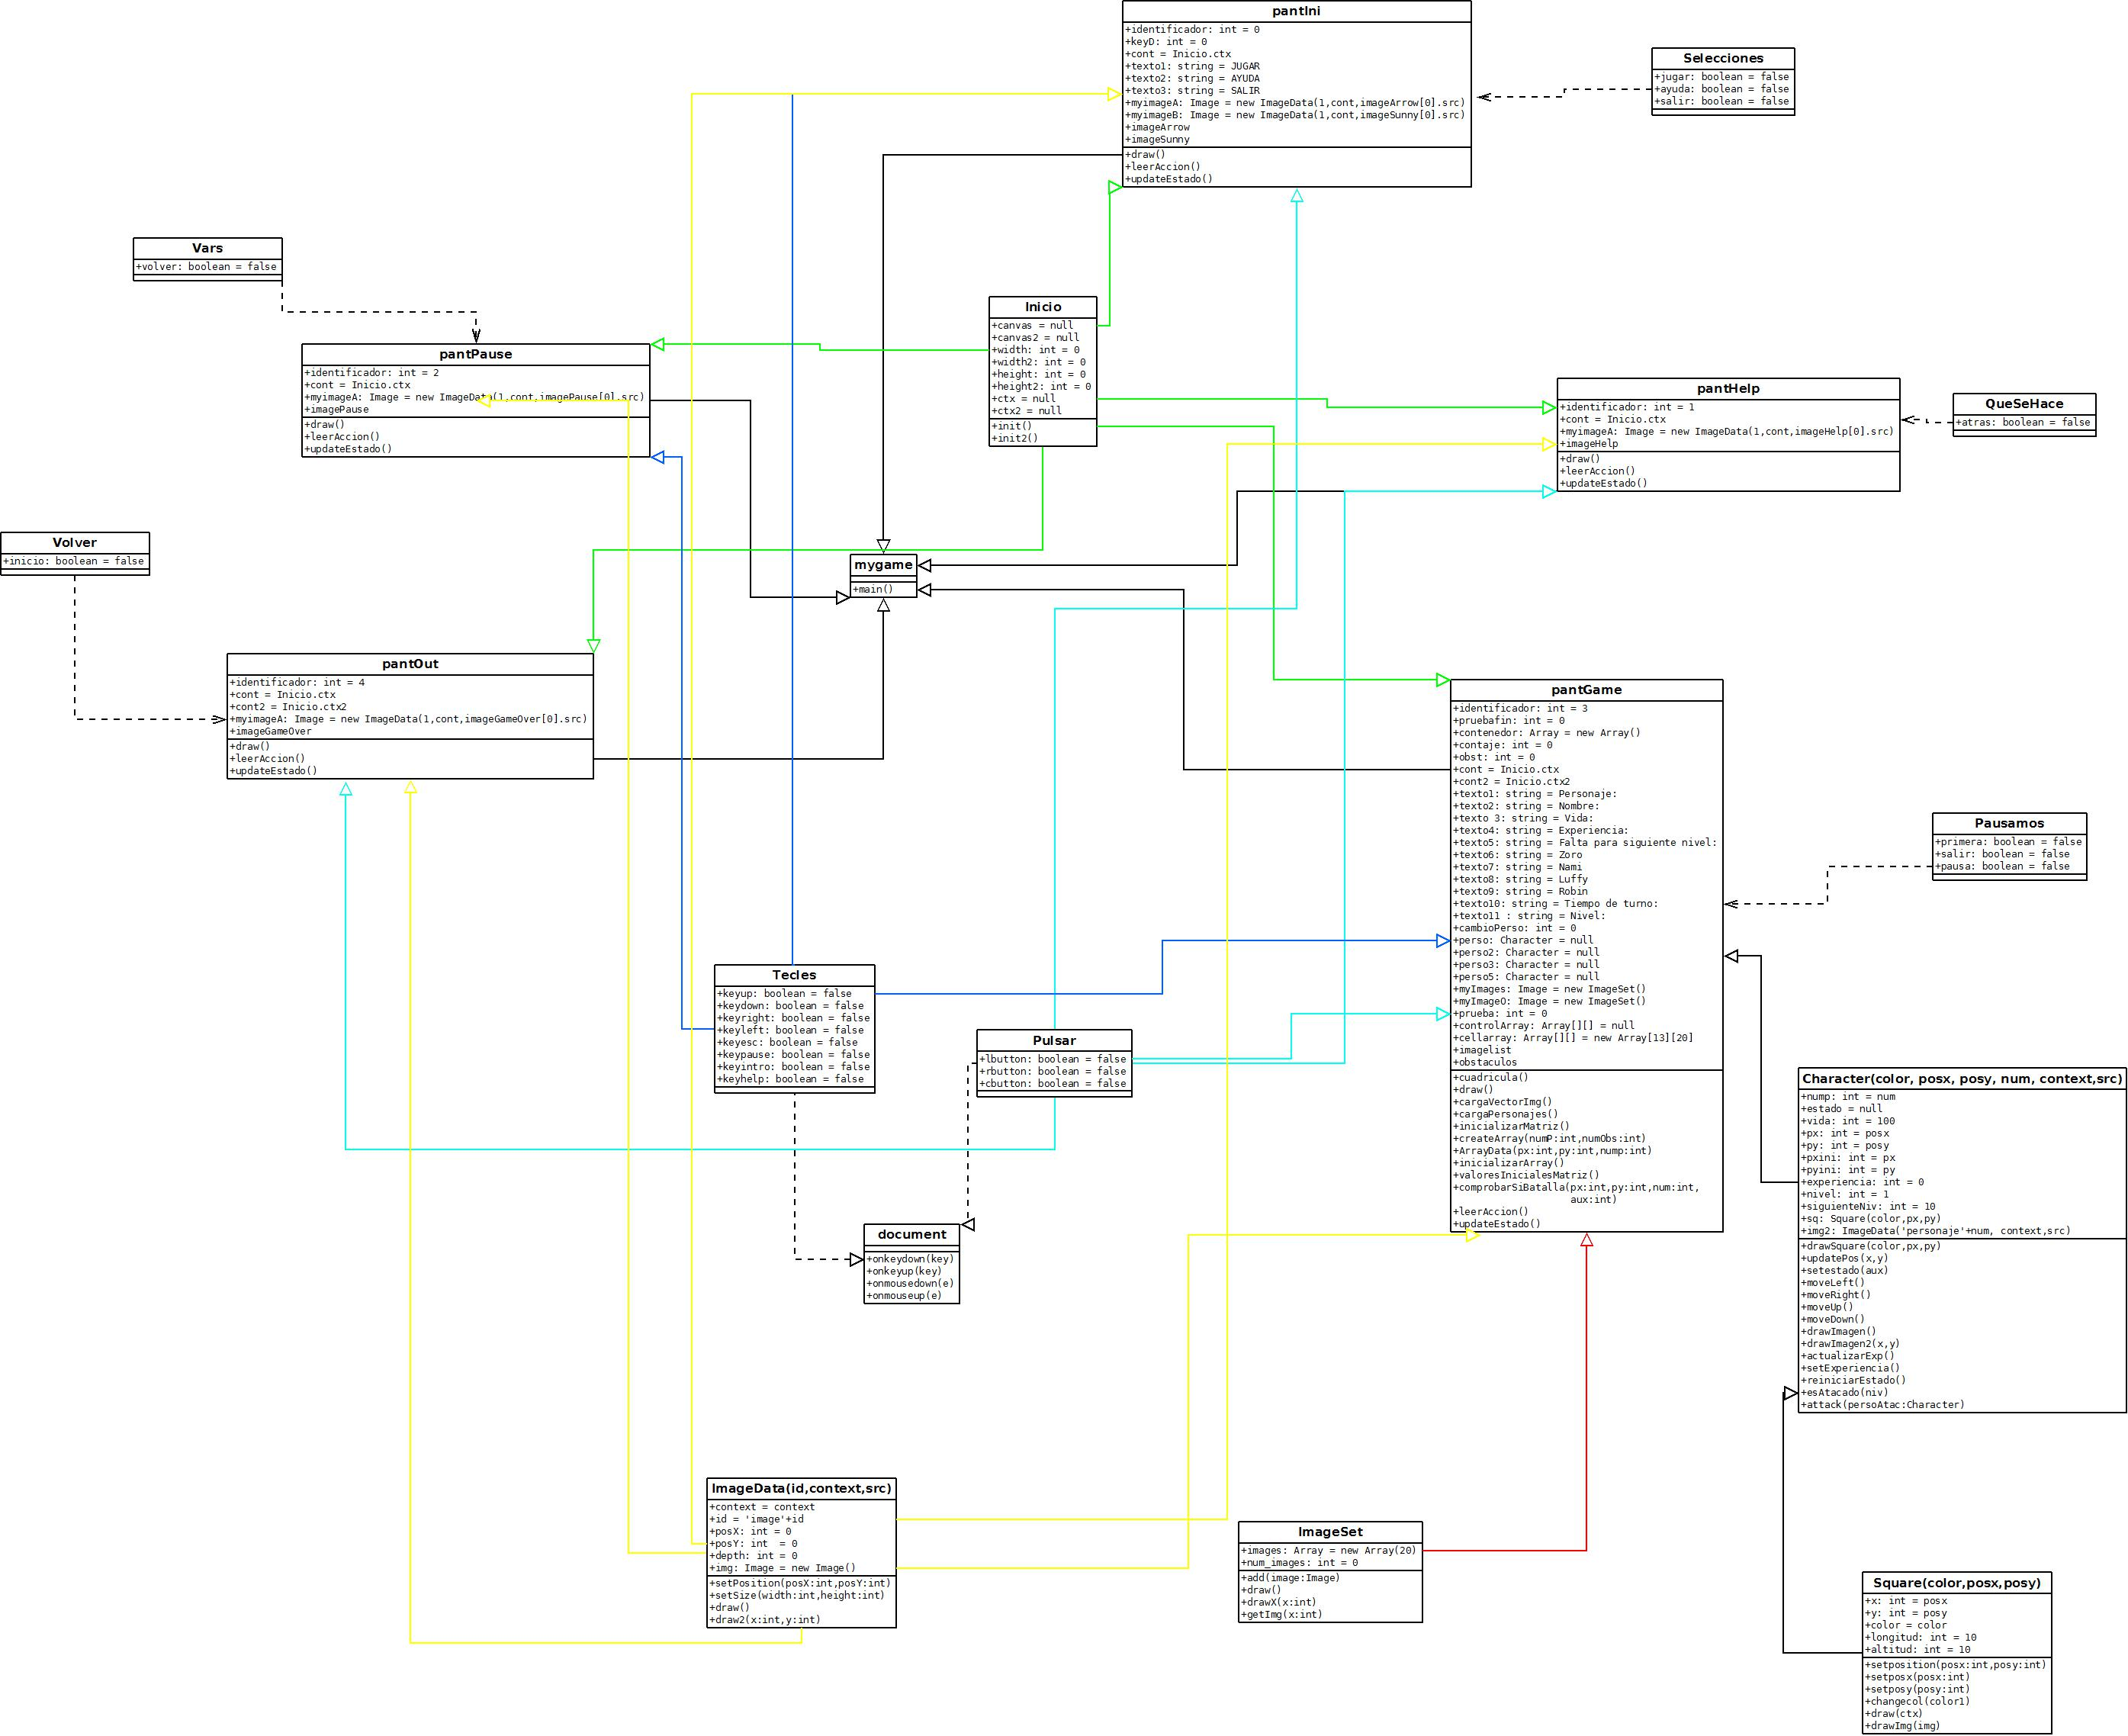 pantIni
+identificador: int = 0
+keyD: int = 0
+cont = Inicio.ctx
+texto1: string = JUGAR
+texto2: string = AYUDA
+texto3: string = SALIR
+myimageA: Image = new ImageData(1,cont,imageArrow[0].src)
+myimageB: Image = new ImageData(1,cont,imageSunny[0].src)
+imageArrow
+imageSunny
+draw()
+leerAccion()
+updateEstado()
Selecciones
+jugar: boolean = false
+ayuda: boolean = false
+salir: boolean = false
Vars
+volver: boolean = false
Inicio
+canvas = null
+canvas2 = null
+width: int = 0
+width2: int = 0
+height: int = 0
+height2: int = 0
+ctx = null
+ctx2 = null
+init()
+init2()
pantPause
+identificador: int = 2
+cont = Inicio.ctx
+myimageA: Image = new ImageData(1,cont,imagePause[0].src)
+imagePause
+draw()
+leerAccion()
+updateEstado()
pantHelp
+identificador: int = 1
+cont = Inicio.ctx
+myimageA: Image = new ImageData(1,cont,imageHelp[0].src)
+imageHelp
+draw()
+leerAccion()
+updateEstado()
QueSeHace
+atras: boolean = false
Volver
+inicio: boolean = false
mygame
+main()
pantOut
+identificador: int = 4
+cont = Inicio.ctx
+cont2 = Inicio.ctx2
+myimageA: Image = new ImageData(1,cont,imageGameOver[0].src)
+imageGameOver
+draw()
+leerAccion()
+updateEstado()
pantGame
+identificador: int = 3
+pruebafin: int = 0
+contenedor: Array = new Array()
+contaje: int = 0
+obst: int = 0
+cont = Inicio.ctx
+cont2 = Inicio.ctx2
+texto1: string = Personaje:
+texto2: string = Nombre:
+texto 3: string = Vida:
+texto4: string = Experiencia:
+texto5: string = Falta para siguiente nivel:
+texto6: string = Zoro
+texto7: string = Nami
+texto8: string = Luffy
+texto9: string = Robin
+texto10: string = Tiempo de turno:
+texto11 : string = Nivel:
+cambioPerso: int = 0
+perso: Character = null
+perso2: Character = null
+perso3: Character = null
+perso5: Character = null
+myImages: Image = new ImageSet()
+myImageO: Image = new ImageSet()
+prueba: int = 0
+controlArray: Array[][] = null
+cellarray: Array[][] = new Array[13][20]
+imagelist
+obstaculos
+cuadricula()
+draw()
+cargaVectorImg()
+cargaPersonajes()
+inicializarMatriz()
+createArray(numP:int,numObs:int)
+ArrayData(px:int,py:int,nump:int)
+inicializarArray()
+valoresInicialesMatriz()
+comprobarSiBatalla(px:int,py:int,num:int,
aux:int)
+leerAccion()
+updateEstado()
Pausamos
+primera: boolean = false
+salir: boolean = false
+pausa: boolean = false
Tecles
+keyup: boolean = false
+keydown: boolean = false
+keyright: boolean = false
+keyleft: boolean = false
+keyesc: boolean = false
+keypause: boolean = false
+keyintro: boolean = false
+keyhelp: boolean = false
Pulsar
+lbutton: boolean = false
+rbutton: boolean = false
+cbutton: boolean = false
Character(color, posx, posy, num, context,src)
+nump: int = num
+estado = null
+vida: int = 100
+px: int = posx
+py: int = posy
+pxini: int = px
+pyini: int = py
+experiencia: int = 0
+nivel: int = 1
+siguienteNiv: int = 10
+sq: Square(color,px,py)
+img2: ImageData('personaje'+num, context,src)
+drawSquare(color,px,py)
+updatePos(x,y)
+setestado(aux)
+moveLeft()
+moveRight()
+moveUp()
+moveDown()
+drawImagen()
+drawImagen2(x,y)
+actualizarExp()
+setExperiencia()
+reiniciarEstado()
+esAtacado(niv)
+attack(persoAtac:Character)
document
+onkeydown(key)
+onkeyup(key)
+onmousedown(e)
+onmouseup(e)
ImageData(id,context,src)
+context = context
+id = 'image'+id
+posX: int = 0
+posY: int  = 0
+depth: int = 0
+img: Image = new Image()
+setPosition(posX:int,posY:int)
+setSize(width:int,height:int)
+draw()
+draw2(x:int,y:int)
ImageSet
+images: Array = new Array(20)
+num_images: int = 0
+add(image:Image)
+draw()
+drawX(x:int)
+getImg(x:int)
Square(color,posx,posy)
+x: int = posx
+y: int = posy
+color = color
+longitud: int = 10
+altitud: int = 10
+setposition(posx:int,posy:int)
+setposx(posx:int)
+setposy(posy:int)
+changecol(color1)
+draw(ctx)
+drawImg(img)